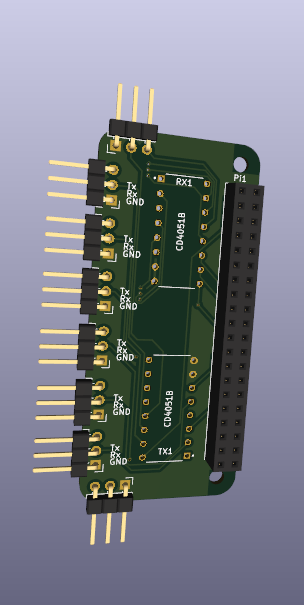 Pi1
RX1
Tx
Rx
GND
CD4051B
Tx
Rx
GND
Tx
Rx
GND
Tx
Rx
GND
Tx
Rx
GND
CD4051B
Tx
Rx
GND
TX1